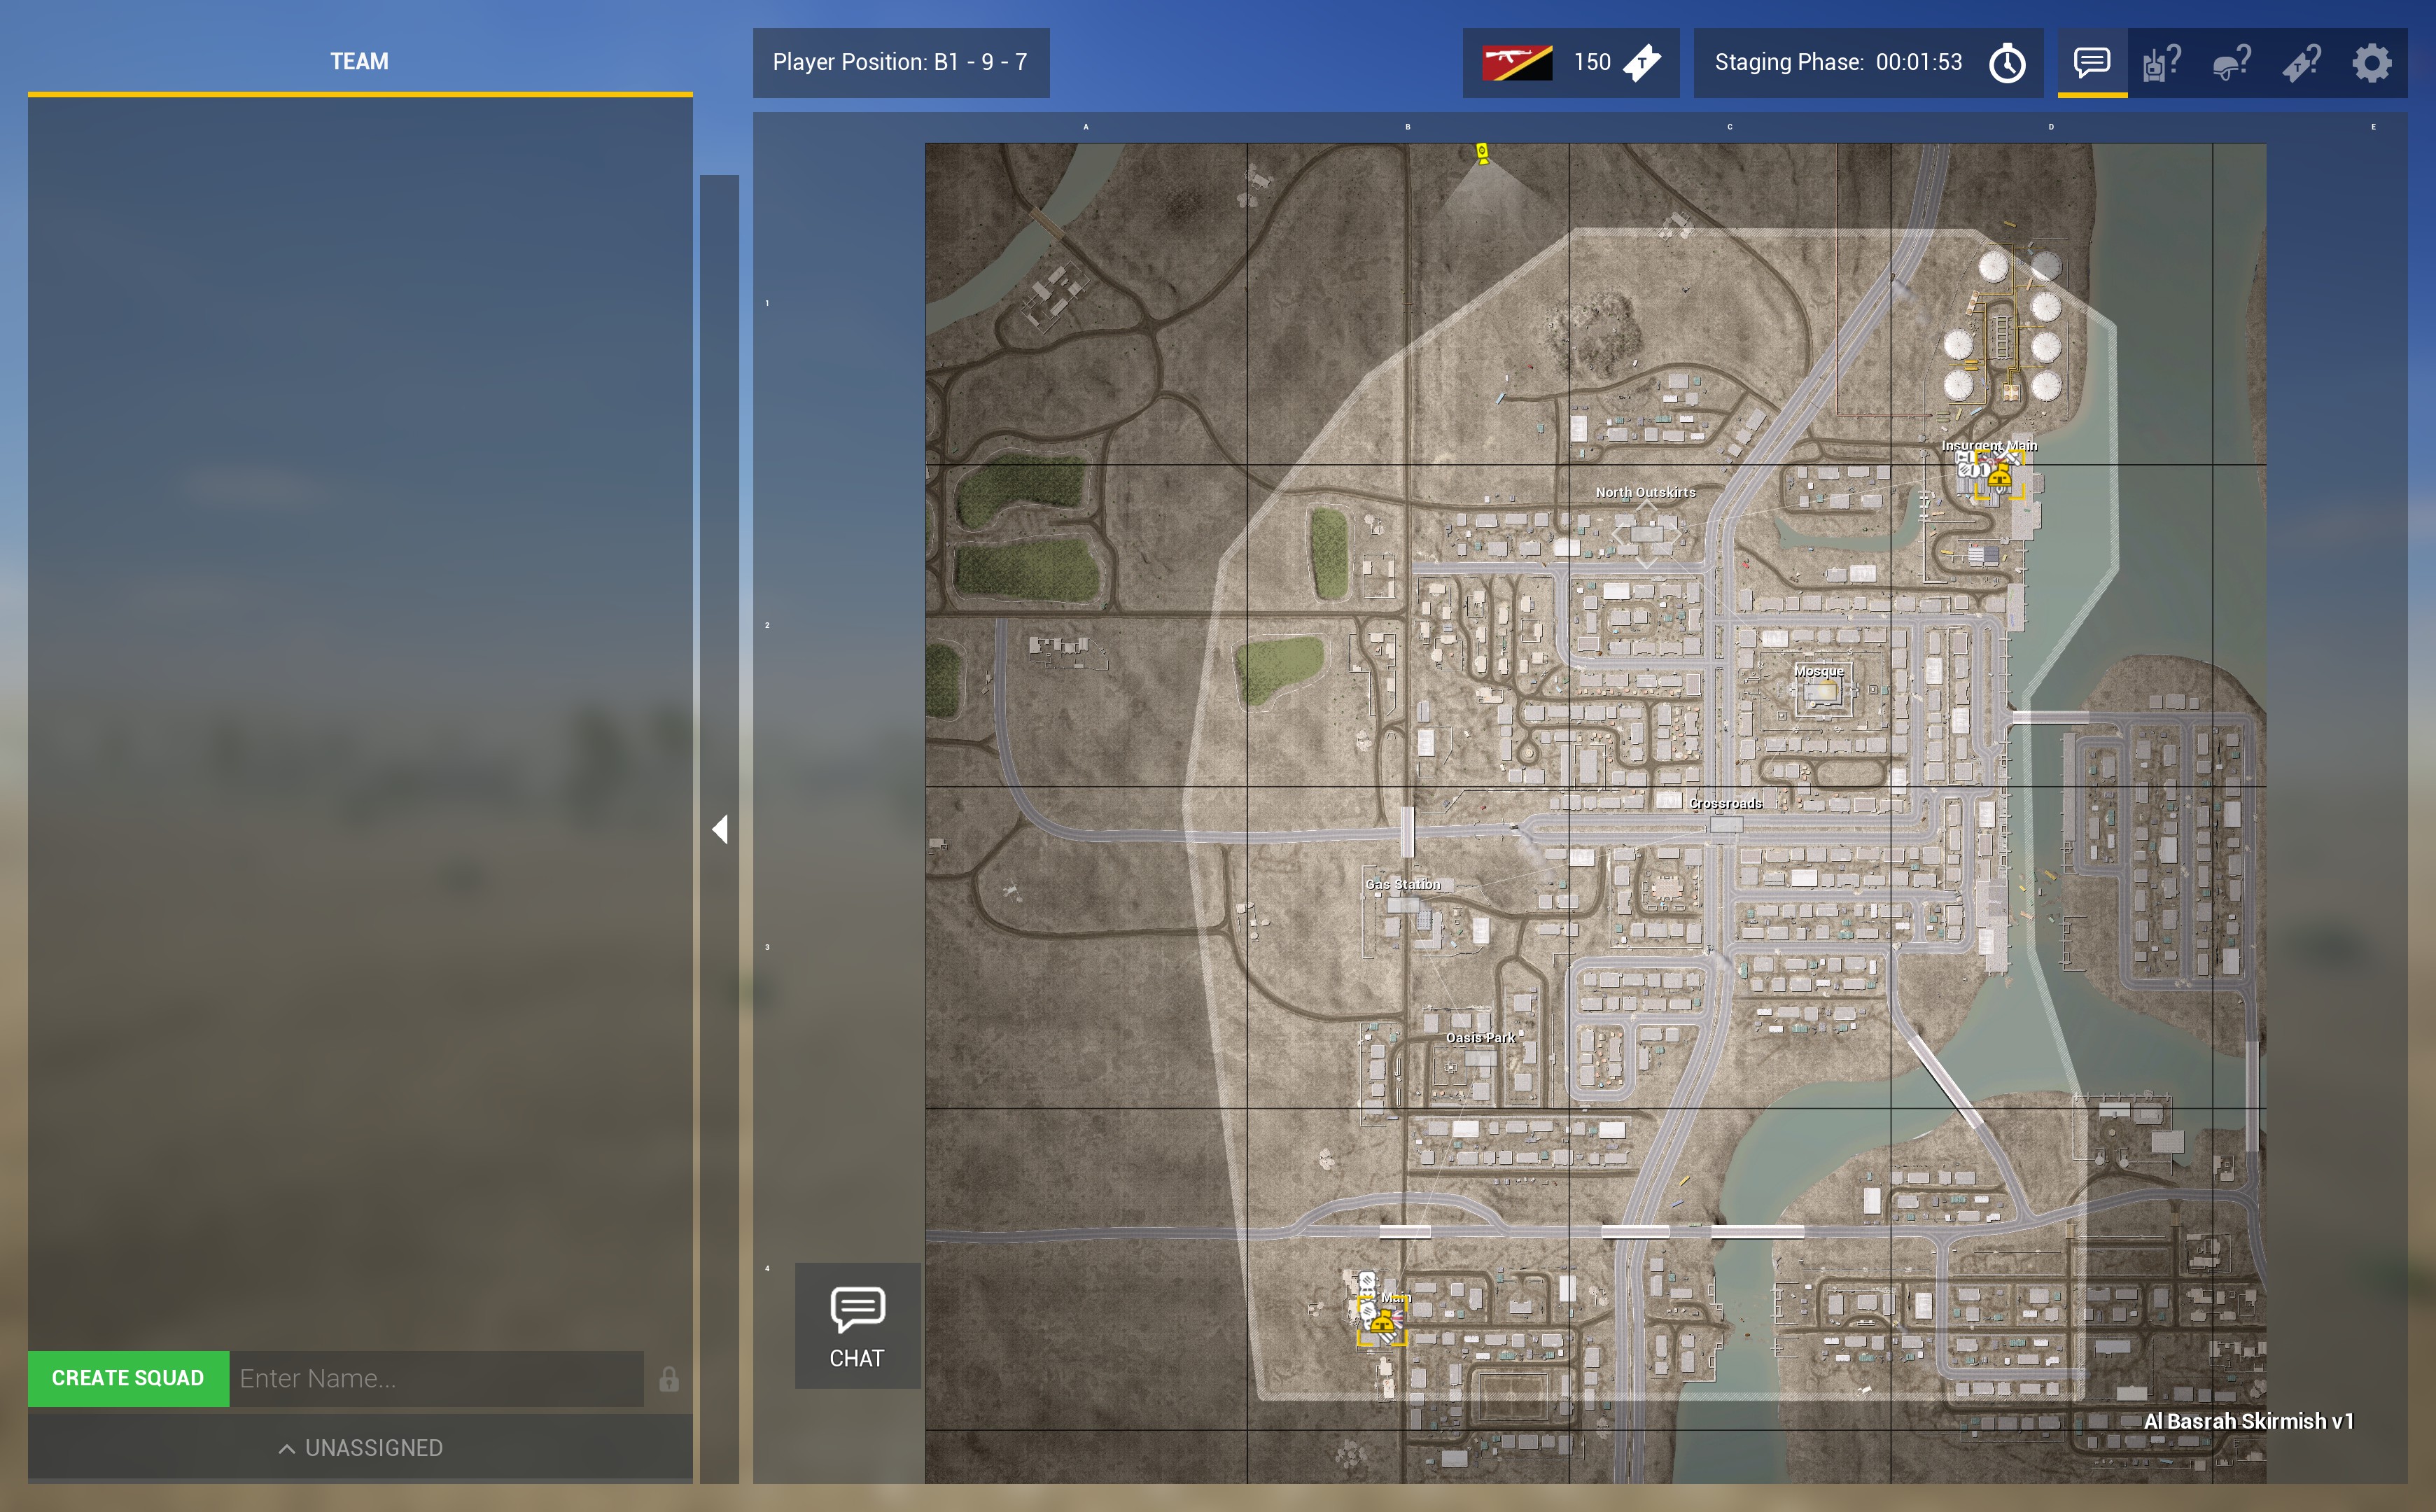 TEAM
Player Position: B1 - 9 - 7
150
T
Staging Phase: 00:01:53
?
?
T ?
A
B
C
D
E
1
Insurgent Main
North Outskirts
2
Mosque
Crossroads
Gas Station
3
Oasis Park
4
Main
CHAT
CREATE SQUAD
Enter Name...
UNASSIGNED
Al Basrah Skirmish v1